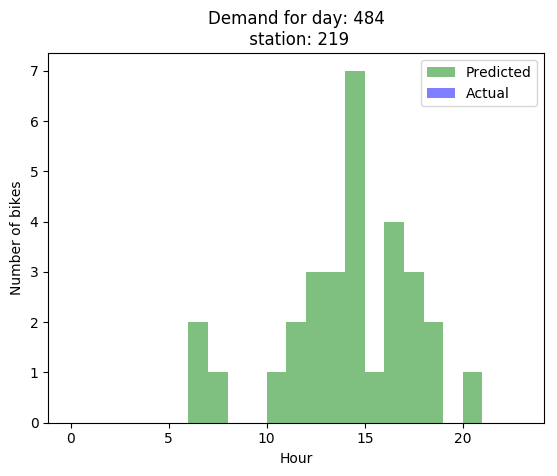 Demand for day: 484
station: 219
Predicted
Actual
Number of bikes
7
6
5
4
3
2
1
0
0 5 10 15 20
Hour